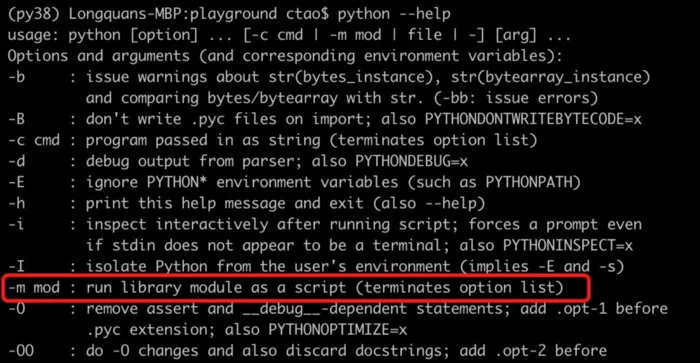 (py38) Longquans-MBP:playground ctao$ python --help
usage: python [option] ... [-c cmd | -m mod | file | -] [arg] ...
Options and arguments (and corresponding environment variables):
-b     : issue warnings about str(bytes_instance), str(bytearray_instance)
         and comparing bytes/bytearray with str. (-bb: issue errors)
-B     : don't write .pyc files on import; also PYTHONDONTWRITEBYTECODE=x
-c cmd : program passed in as string (terminates option list)
-d     : debug output from parser; also PYTHONDEBUG=x
-E     : ignore PYTHON* environment variables (such as PYTHONPATH)
-h     : print this help message and exit (also --help)
-i     : inspect interactively after running script; forces a prompt even
         if stdin does not appear to be a terminal; also PYTHONINSPECT=x
-I     : isolate Python from the user's environment (implies -E and -s)
-m mod : run library module as a script (terminates option list)
-O     : remove assert and __debug__-dependent statements; add .opt-1 before
         .pyc extension; also PYTHONOPTIMIZE=x
-OO    : do -O changes and also discard docstrings; add .opt-2 before